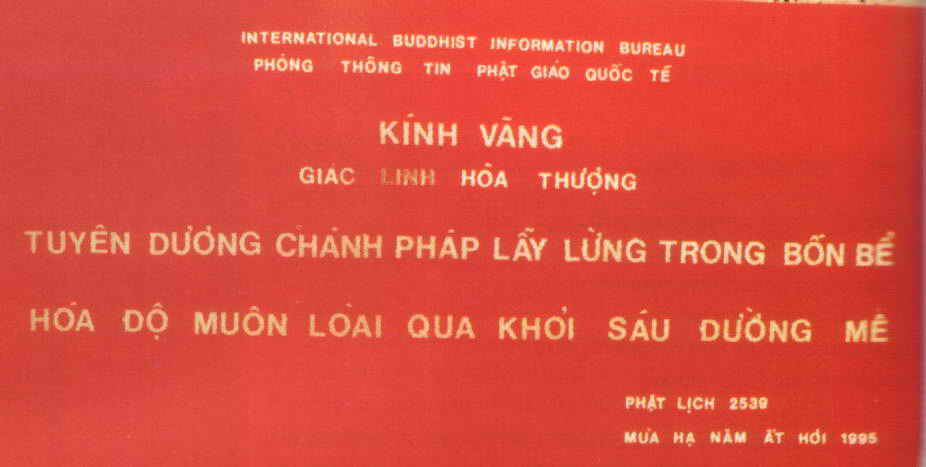 INTERNATIONAL BUDDHIST INFORMATION BUREAU
PHÒNG THÔNG TIN PHẬT GIÁO QUỐC TẾ
KÍNH VÃNG
GIÁC LINH HÒA THƯỢNG
TUYÊN DƯƠNG CHÁNH PHÁP LẪY LỪNG TRONG BỐN BỂ
HÓA ĐỘ MUÔN LOÀI QUA KHỎI SÁU ĐƯỜNG MÊ
PHẬT LỊCH 2539
MÙA HẠ NĂM ẤT HỢI 1995